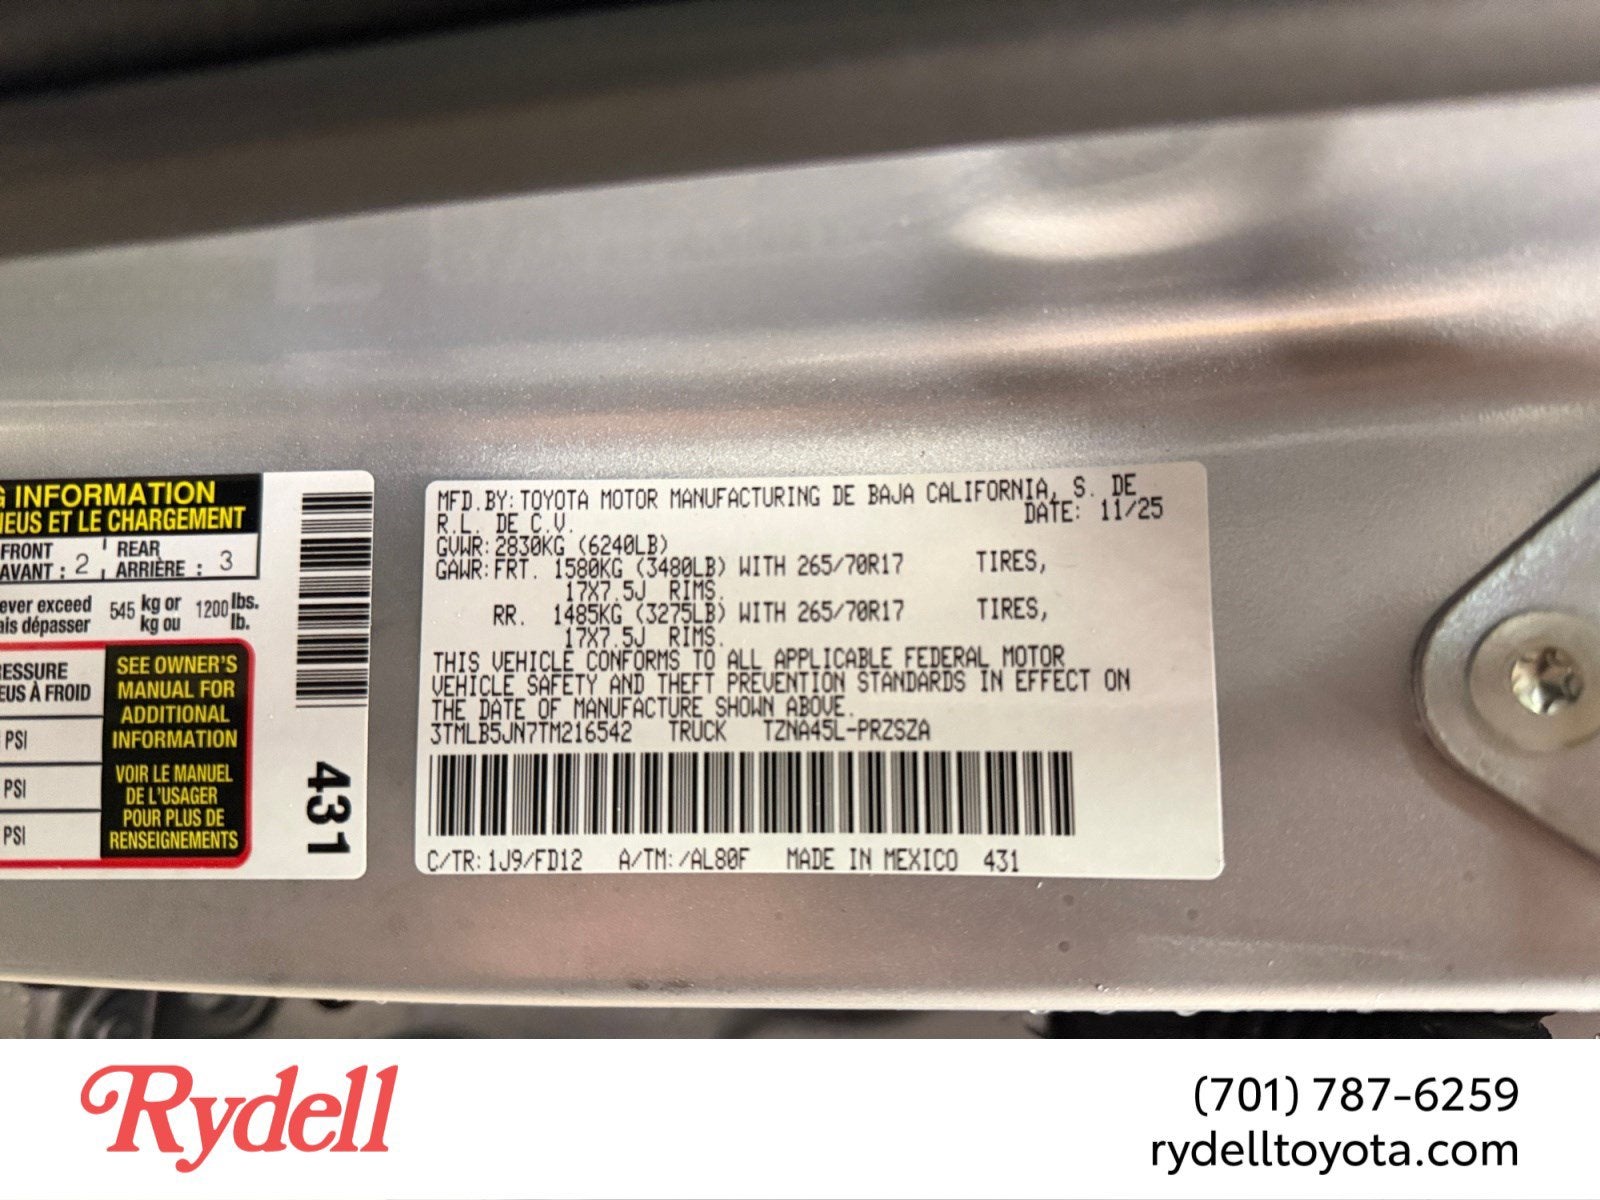 G INFORMATION
NEUS ET LE CHARGEMENT
FRONT
AVANT : 2
REAR
ARRIÈRE : 3
ever exceed
ais dépasser
545 kg or
kg ou
1200 lbs.
lb.
RESSURE
EUS À FROID
PSI
PSI
PSI
SEE OWNER'S
MANUAL FOR
ADDITIONAL
INFORMATION
VOIR LE MANUEL
DE L'USAGER
POUR PLUS DE
RENSEIGNEMENTS
431
MFD.BY:TOYOTA MOTOR MANUFACTURING DE BAJA CALIFORNIA, S. DE
R.L. DE C.V. DATE: 11/25
GVWR:2830KG (6240LB)
GAWR:FRT. 1580KG (3480LB) WITH 265/70R17 TIRES,
17X7.5J RIMS.
RR. 1485KG (3275LB) WITH 265/70R17 TIRES,
17X7.5J RIMS.
THIS VEHICLE CONFORMS TO ALL APPLICABLE FEDERAL MOTOR
VEHICLE SAFETY AND THEFT PREVENTION STANDARDS IN EFFECT ON
THE DATE OF MANUFACTURE SHOWN ABOVE.
3TMLB5JN7TM216542 TRUCK TZNA45L-PRZSZA
C/TR:1J9/FD12 A/TM:/AL80F MADE IN MEXICO 431
Rydell
(701) 787-6259
rydelltoyota.com